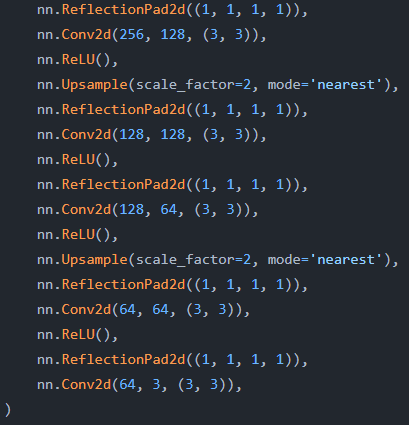 nn.ReflectionPad2d((1, 1, 1, 1)),
nn.Conv2d(256, 128, (3, 3)),
nn.ReLU(),
nn.Upsample(scale_factor=2, mode='nearest'),
nn.ReflectionPad2d((1, 1, 1, 1)),
nn.Conv2d(128, 128, (3, 3)),
nn.ReLU(),
nn.ReflectionPad2d((1, 1, 1, 1)),
nn.Conv2d(128, 64, (3, 3)),
nn.ReLU(),
nn.Upsample(scale_factor=2, mode='nearest'),
nn.ReflectionPad2d((1, 1, 1, 1)),
nn.Conv2d(64, 64, (3, 3)),
nn.ReLU(),
nn.ReflectionPad2d((1, 1, 1, 1)),
nn.Conv2d(64, 3, (3, 3)),
)